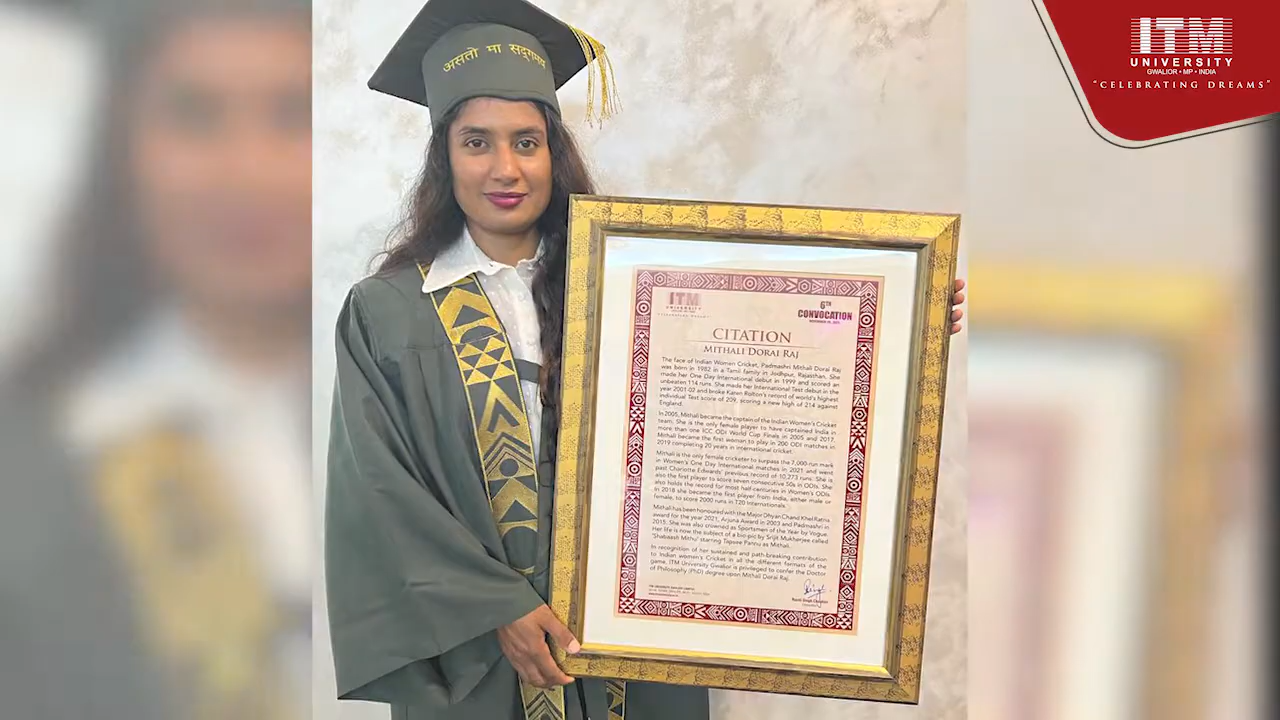 असतो मा सद्गमय
ITM
UNIVERSITY
GWALIOR • MP • INDIA
"CELEBRATING DREAMS"
ITM
UNIVERSITY
6TH
CONVOCATION
CITATION
MITHALI DORAI RAJ
The face of Indian Women Cricket, Padmashri Mithali Dorai Raj
was born in 1982 in a Tamil family in Jodhpur, Rajasthan. She
made her One Day International debut in 1999 and scored an
unbeaten 114 runs. She made her International Test debut in the
year 2001-02 and broke Karen Rolton's record of world's highest
individual Test score of 209, scoring a new high of 214 against
England.
In 2005, Mithali became the captain of the Indian Women's Cricket
team. She is the only female player to have captained India in
more than one ICC ODI World Cup Finals in 2005 and 2017.
Mithali became the first woman to play in 200 ODI matches in
2019 completing 20 years in international cricket.
Mithali is the only female cricketer to surpass the 7,000-run mark
in Women's One Day International matches in 2021 and went
past Charlotte Edwards' previous record of 10,273 runs. She is
also the first player to score seven consecutive 50s in ODIs. She
also holds the record for most half-centuries in Women's ODIs.
In 2018 she became the first player from India, either male or
female, to score 2000 runs in T20 Internationals.
Mithali has been honoured with the Major Dhyan Chand Khel Ratna
award for the year 2021, Arjuna Award in 2003 and Padmashri in
2015. She was also crowned as Sportsmen of the Year by Vogue.
Her life is now the subject of a bio-pic by Srijit Mukherjee called
'Shabaash Mithu' starring Tapsee Pannu as Mithali.
In recognition of her sustained and path-breaking contribution
to Indian women's Cricket in all the different formats of the
game, ITM University Gwalior is privileged to confer the Doctor
of Philosophy (PhD) degree upon Mithali Dorai Raj.